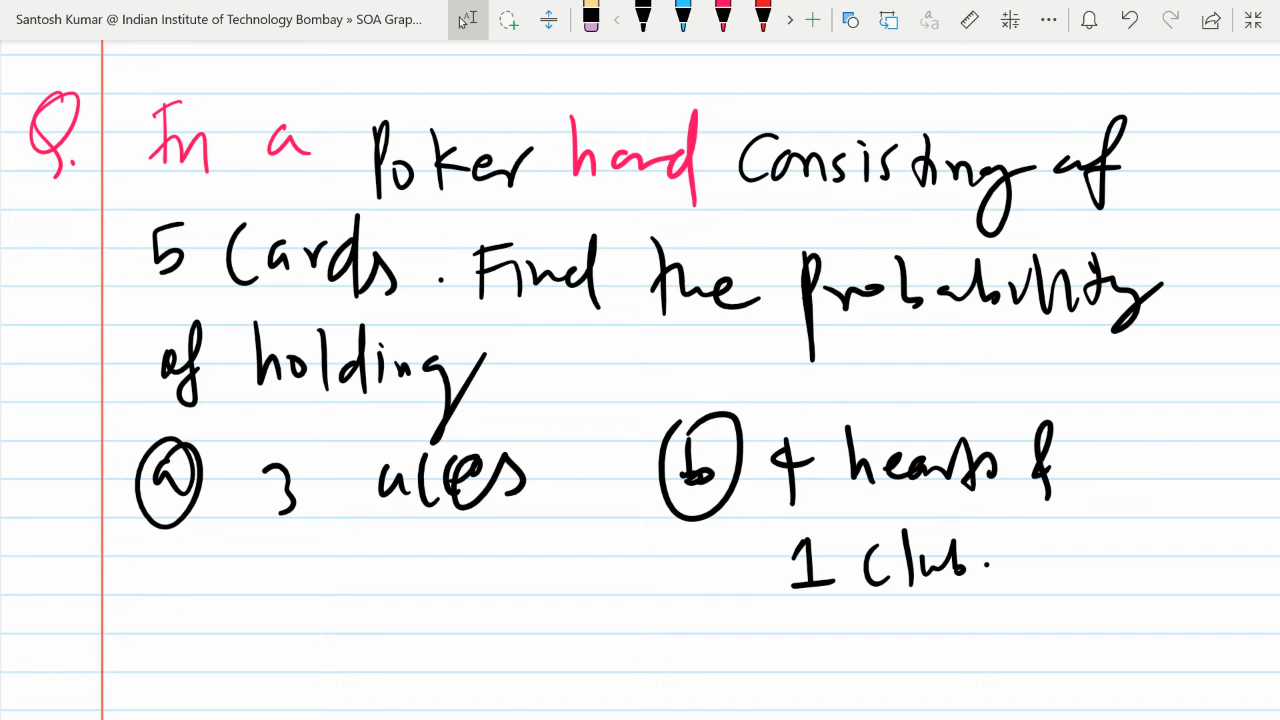 Santosh Kumar @ Indian Institute of Technology Bombay » SOA Grap...
Q. In a Poker hand Consisting of
5 Cards. Find the probability
of holding
(a) 3 aces (b) 4 hearts &
1 club.